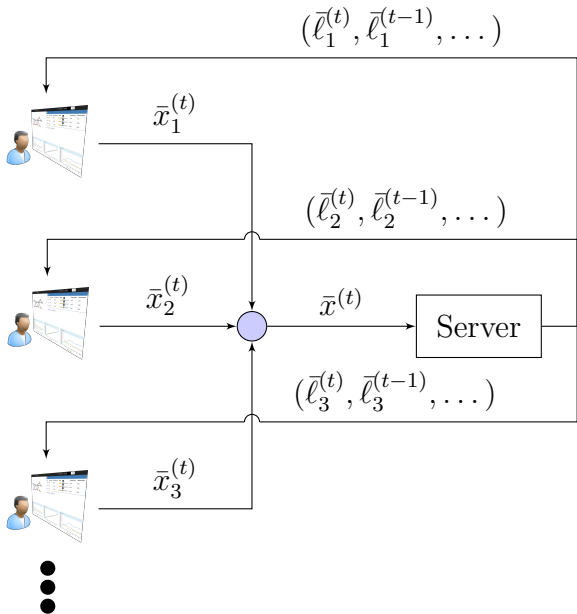 (ℓ̄₁⁽ᵗ⁾, ℓ̄₁⁽ᵗ⁻¹⁾, . . . )
x̄₁⁽ᵗ⁾
(ℓ̄₂⁽ᵗ⁾, ℓ̄₂⁽ᵗ⁻¹⁾, . . . )
x̄₂⁽ᵗ⁾ x̄⁽ᵗ⁾ Server
(ℓ̄₃⁽ᵗ⁾, ℓ̄₃⁽ᵗ⁻¹⁾, . . . )
x̄₃⁽ᵗ⁾